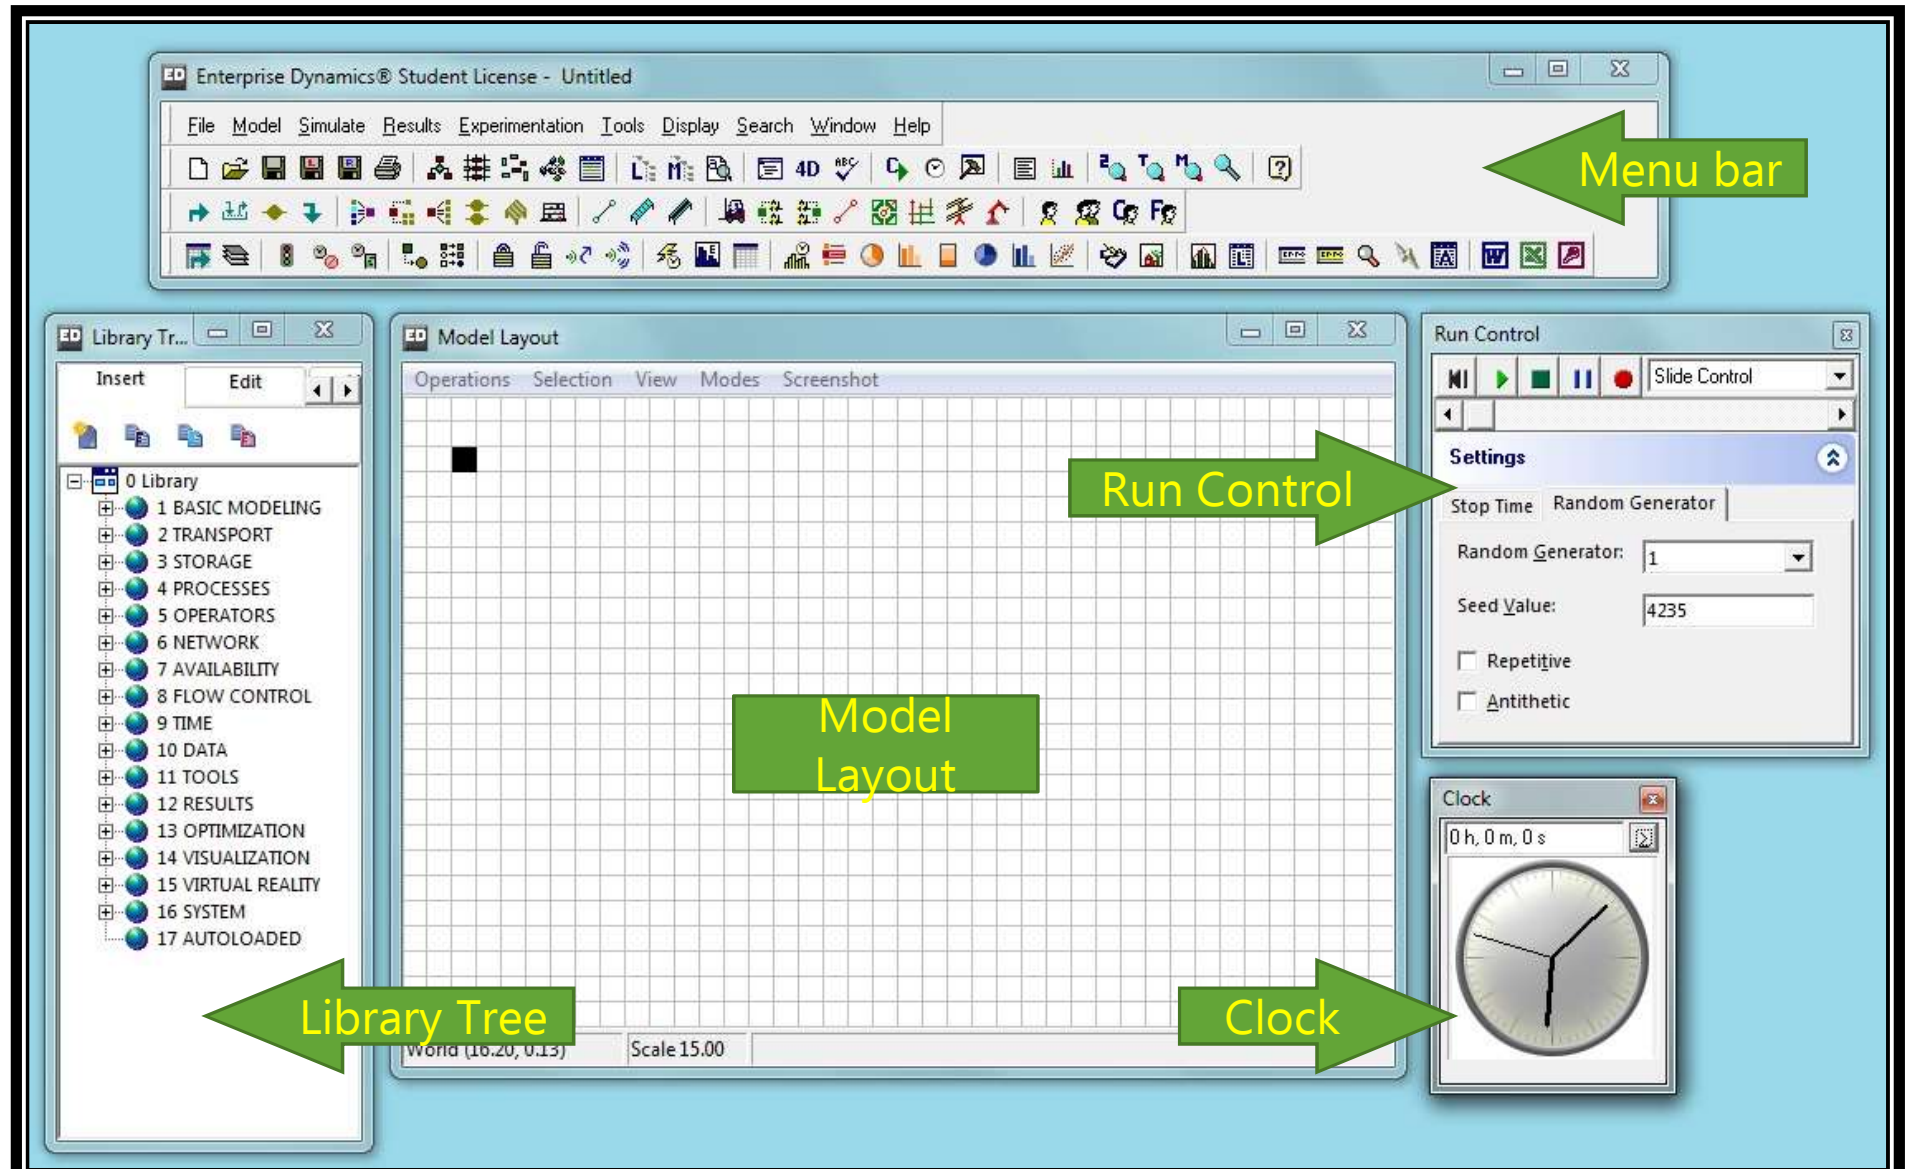 Enterprise Dynamics® Student License - Untitled
File Model Simulate Results Experimentation Tools Display Search Window Help
4D ABC
Menu bar
Library Tr...
Insert Edit
0 Library
1 BASIC MODELING
2 TRANSPORT
3 STORAGE
4 PROCESSES
5 OPERATORS
6 NETWORK
7 AVAILABILITY
8 FLOW CONTROL
9 TIME
10 DATA
11 TOOLS
12 RESULTS
13 OPTIMIZATION
14 VISUALIZATION
15 VIRTUAL REALITY
16 SYSTEM
17 AUTOLOADED
Library Tree
Model Layout
Operations Selection View Modes Screenshot
Model
Layout
World (16.20, 0.13) Scale 15.00
Run Control
Slide Control
Run Control
Settings
Stop Time Random Generator
Random Generator: 1
Seed Value: 4235
Repetitive
Antithetic
Clock
0 h, 0 m, 0 s
Clock